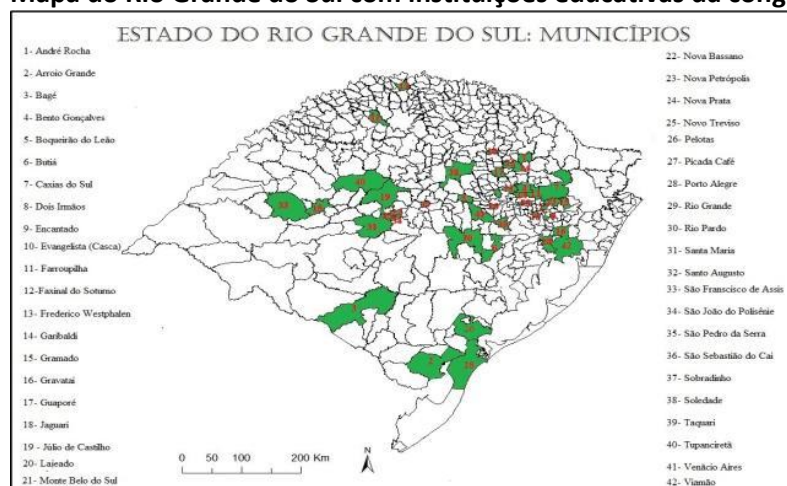 Mapa do Rio Grande do Sul com instituições educativas da cong
ESTADO DO RIO GRANDE DO SUL: MUNICÍPIOS
1- André Rocha
2- Arroio Grande
3- Bagé
4- Bento Gonçalves
5- Boqueirão do Leão
6- Butiá
7- Caxias do Sul
8- Dois Irmãos
9- Encantado
10- Evangelista (Casca)
11- Farroupilha
12-Faxinal do Soturno
13- Frederico Westphalen
14- Garibaldi
15- Gramado
16- Gravataí
17- Guaporé
18- Jaguari
19 - Júlio de Castilho
20- Lajeado
21- Monte Belo do Sul
22- Nova Bassano
23- Nova Petrópolis
24- Nova Prata
25- Novo Treviso
26- Pelotas
27- Picada Café
28- Porto Alegre
29- Rio Grande
30- Rio Pardo
31- Santa Maria
32- Santo Augusto
33- São Franscisco de Assis
34- São João do Polisênie
35- São Pedro da Serra
36- São Sebastião do Cai
37- Sobradinho
38- Soledade
39- Taquari
40- Tupanciretã
41- Venâcio Aires
42- Viamão
0 50 100 200 Km
N